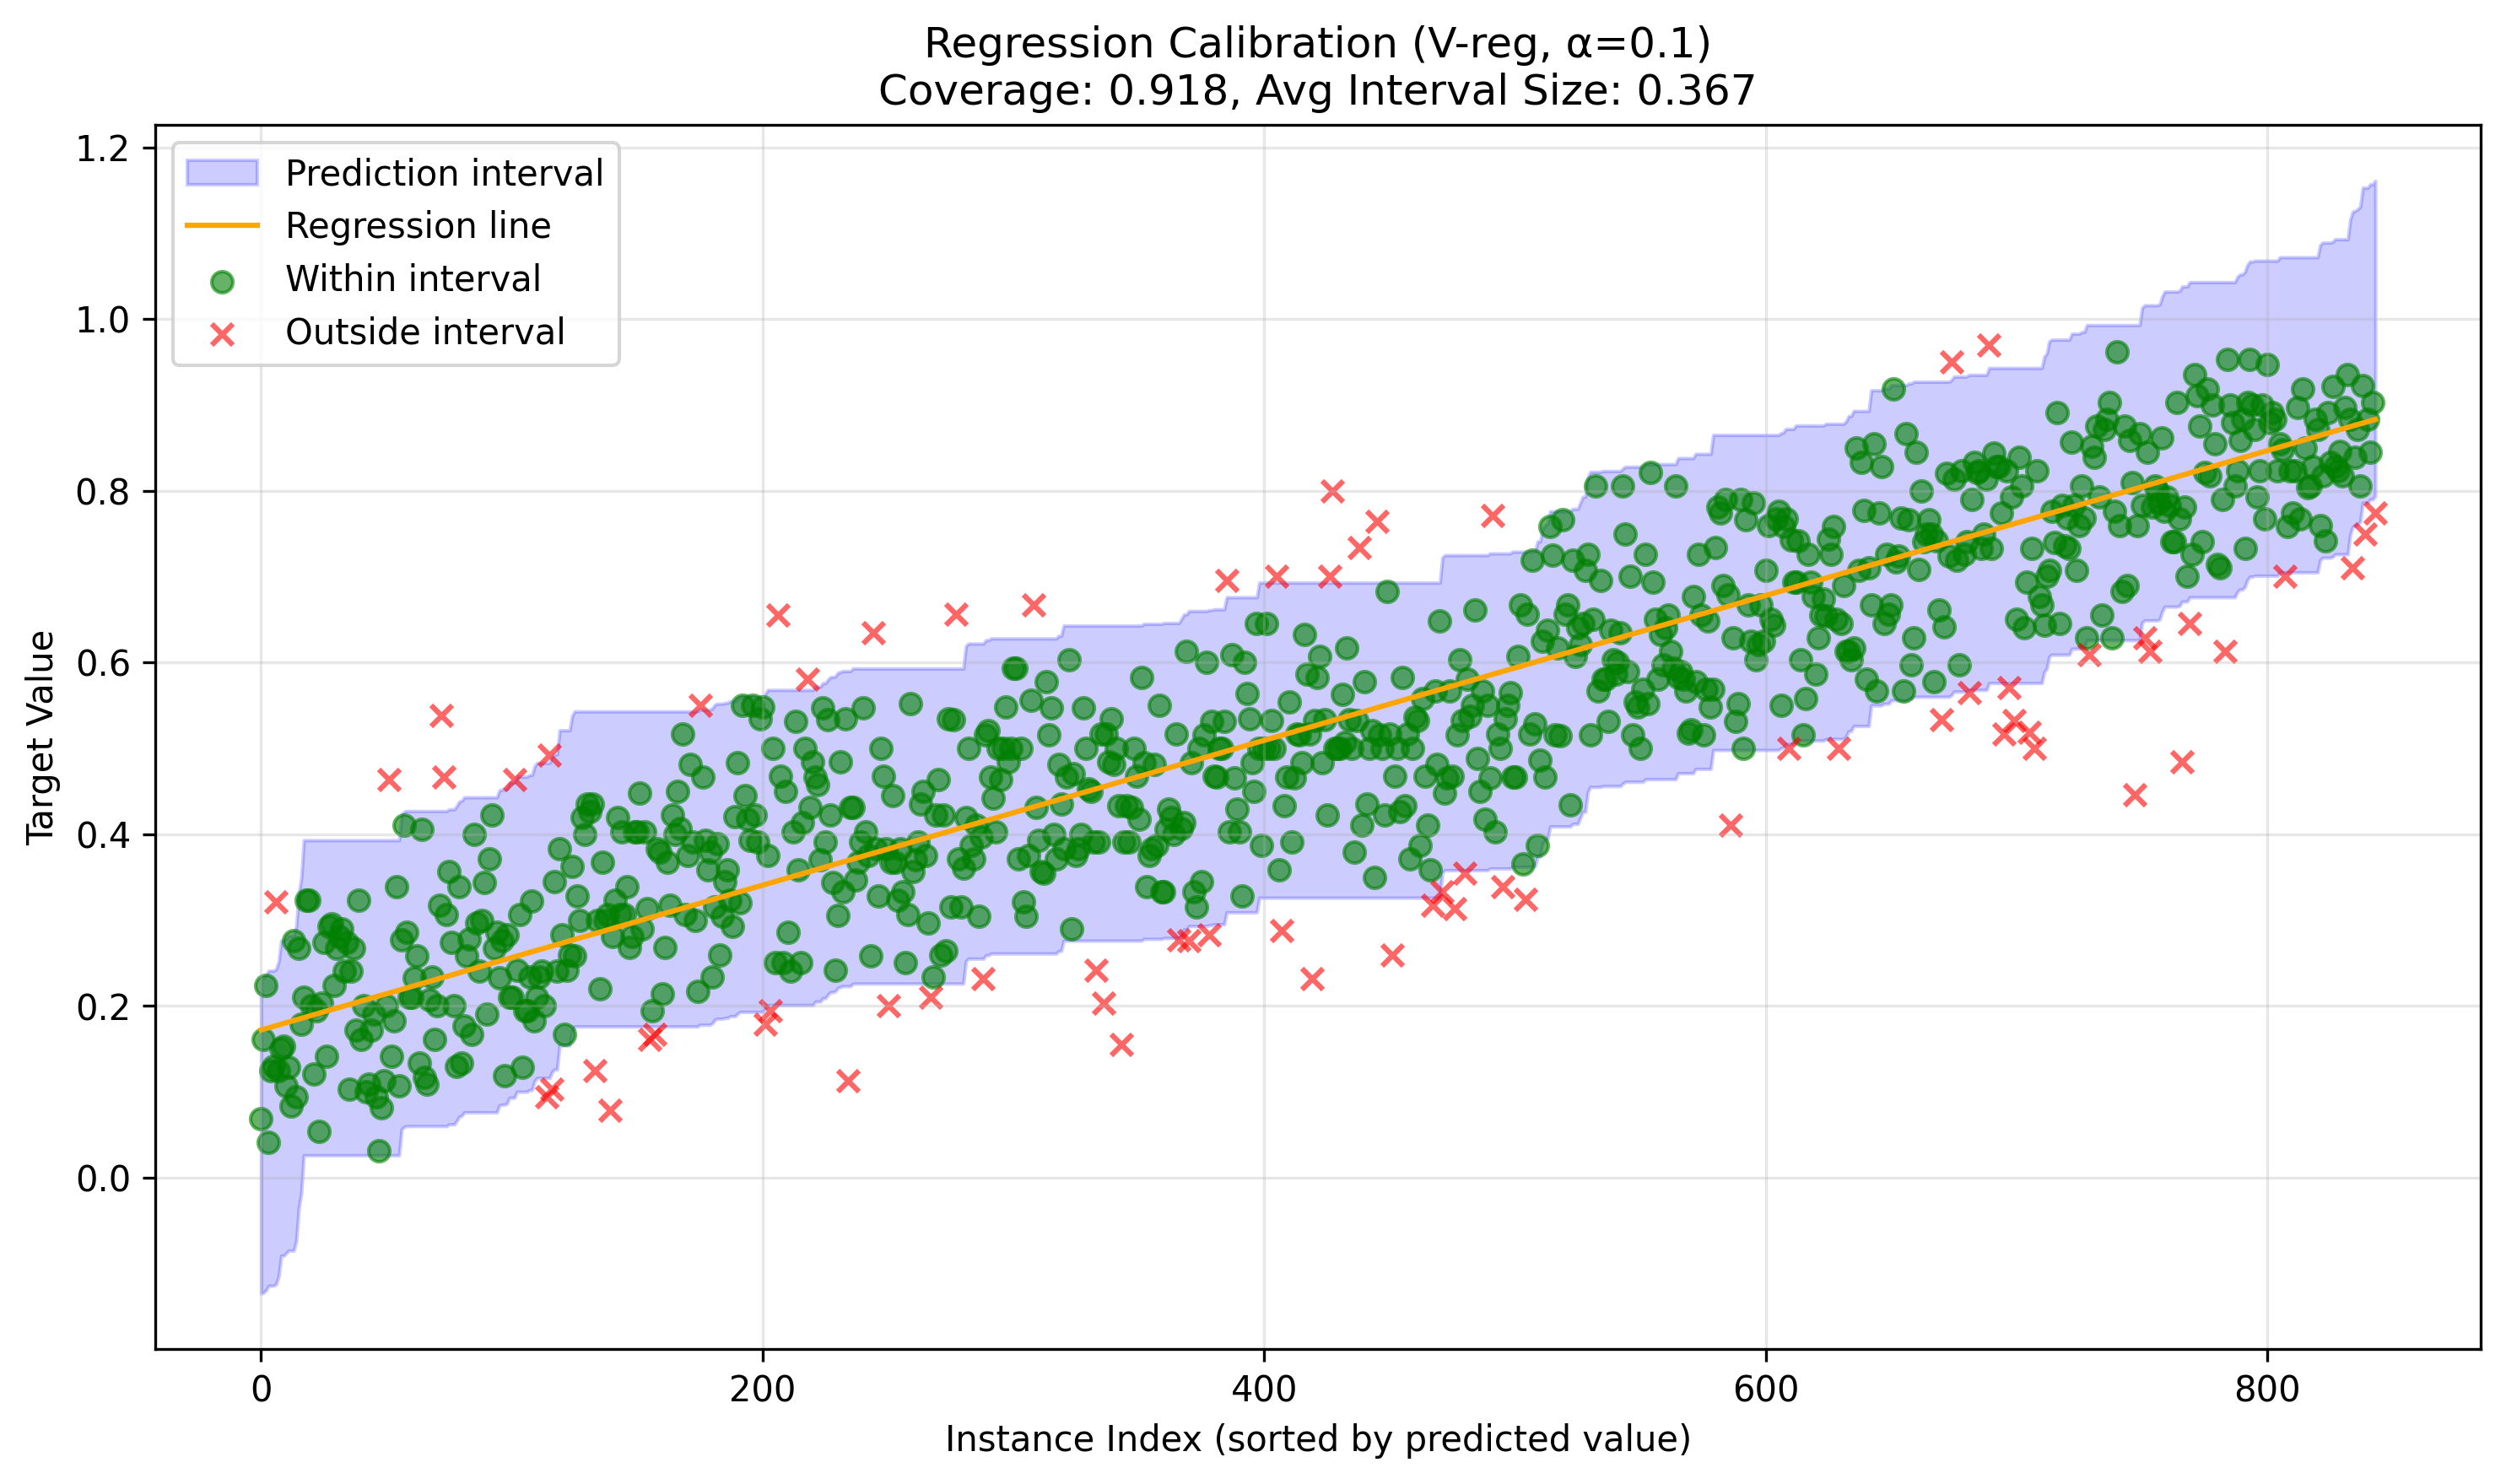 Regression Calibration (V-reg, α=0.1)
Coverage: 0.918, Avg Interval Size: 0.367
Prediction interval
Regression line
Within interval
Outside interval
Target Value
1.2
1.0
0.8
0.6
0.4
0.2
0.0
0
200
400
600
800
Instance Index (sorted by predicted value)